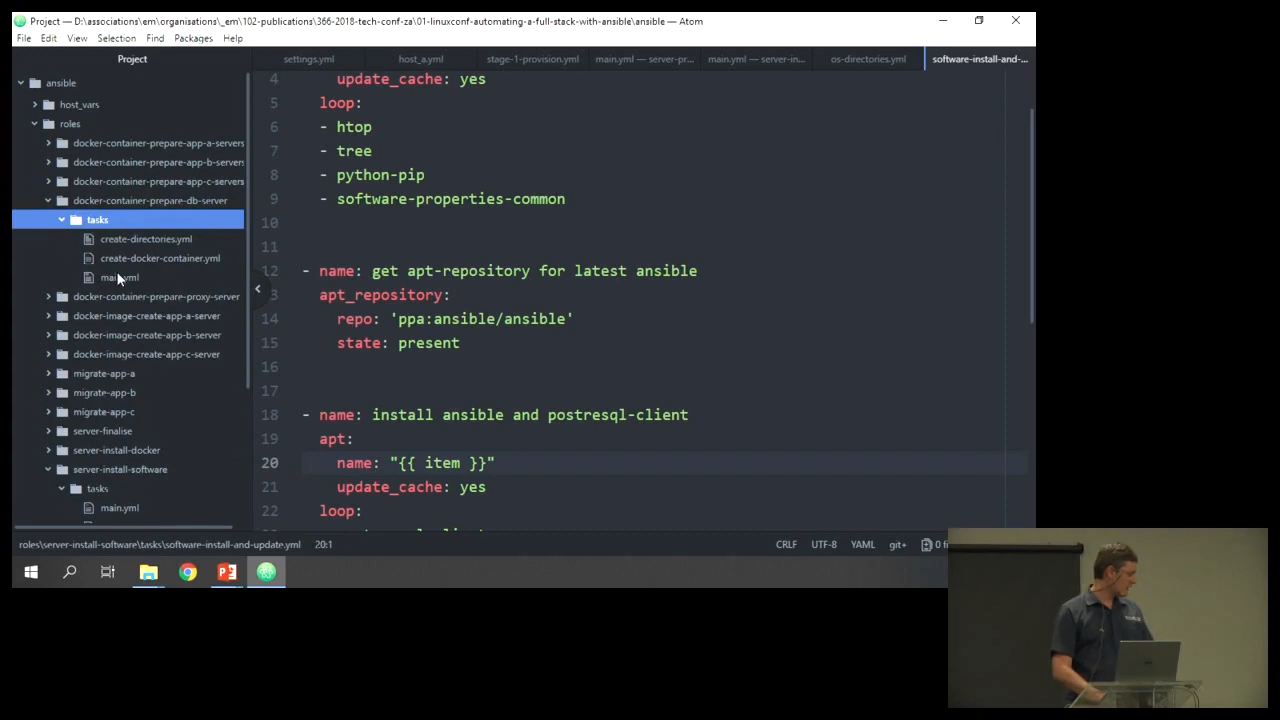 Project — D:\associations\em\organisations\_em\102-publications\366-2018-tech-conf-za\01-linuxconf-automating-a-full-stack-with-ansible\ansible — Atom
File Edit View Selection Find Packages Help
Project
settings.yml host_a.yml stage-1-provision.yml main.yml — server-pr... main.yml — server-in... os-directories.yml software-install-and-...
ansible
host_vars
roles
docker-container-prepare-app-a-servers
docker-container-prepare-app-b-servers
docker-container-prepare-app-c-servers
docker-container-prepare-db-server
tasks
create-directories.yml
create-docker-container.yml
main.yml
docker-container-prepare-proxy-server
docker-image-create-app-a-server
docker-image-create-app-b-server
docker-image-create-app-c-server
migrate-app-a
migrate-app-b
migrate-app-c
server-finalise
server-install-docker
server-install-software
tasks
main.yml
4 update_cache: yes
5 loop:
6 - htop
7 - tree
8 - python-pip
9 - software-properties-common
10
11
12 - name: get apt-repository for latest ansible
3 apt_repository:
14 repo: 'ppa:ansible/ansible'
15 state: present
16
17
18 - name: install ansible and postresql-client
19 apt:
20 name: "{{ item }}"
21 update_cache: yes
22 loop:
roles\server-install-software\tasks\software-install-and-update.yml 20:1 CRLF UTF-8 YAML git+ 0 fi